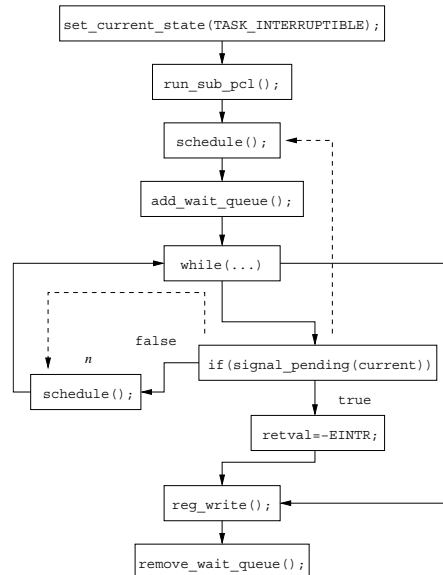 set_current_state(TASK_INTERRUPTIBLE);
run_sub_pcl();
schedule();
add_wait_queue();
while(...)
false
n
if(signal_pending(current))
schedule();
true
retval=-EINTR;
reg_write();
remove_wait_queue();